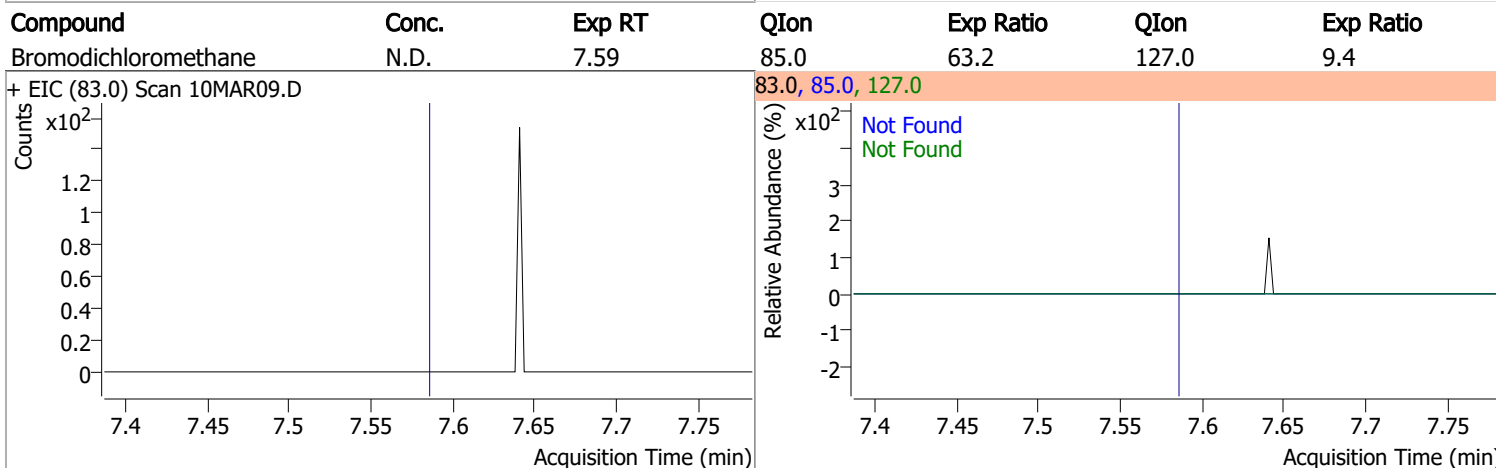 Compound Conc. Exp RT QIon Exp Ratio QIon Exp Ratio
Bromodichloromethane N.D. 7.59 85.0 63.2 127.0 9.4
+ EIC (83.0) Scan 10MAR09.D
Counts
x10²
1.2
1
0.8
0.6
0.4
0.2
0
7.4 7.45 7.5 7.55 7.6 7.65 7.7 7.75
Acquisition Time (min)
83.0, 85.0, 127.0
Relative Abundance (%)
x10²
Not Found
Not Found
3
2
1
0
-1
-2
7.4 7.45 7.5 7.55 7.6 7.65 7.7 7.75
Acquisition Time (min)